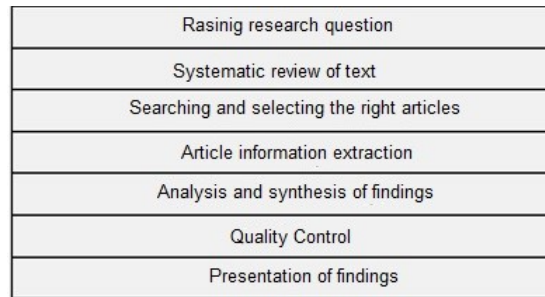 Rasinig research question
Systematic review of text
Searching and selecting the right articles
Article information extraction
Analysis and synthesis of findings
Quality Control
Presentation of findings